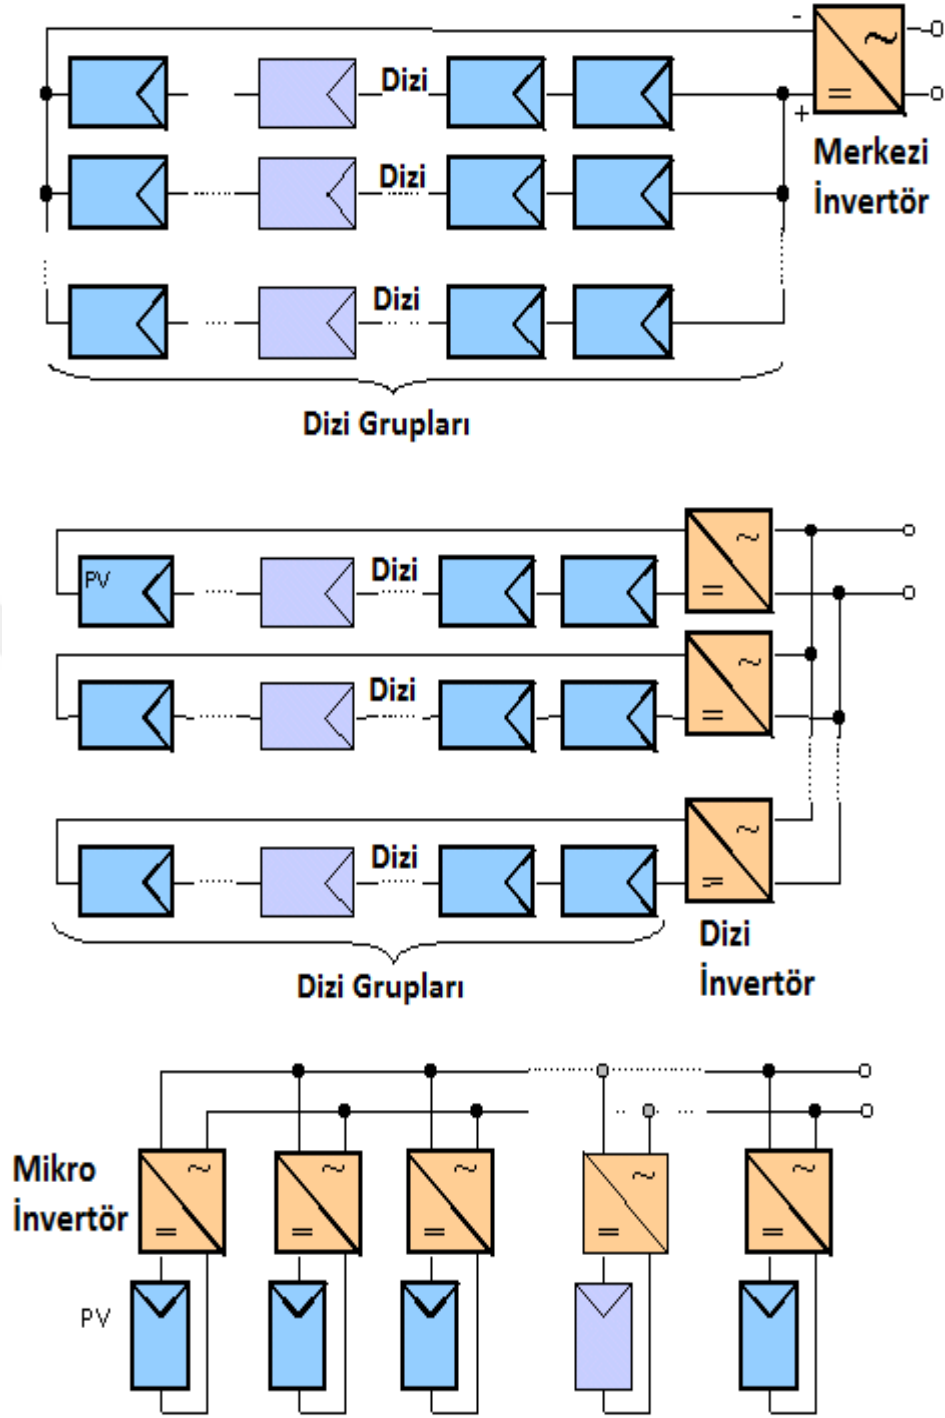 -
Dizi
+
Merkezi
İnvertör
Dizi
Dizi
Dizi Grupları
PV
Dizi
Dizi
Dizi
Dizi
İnvertör
Dizi Grupları
Mikro
İnvertör
PV